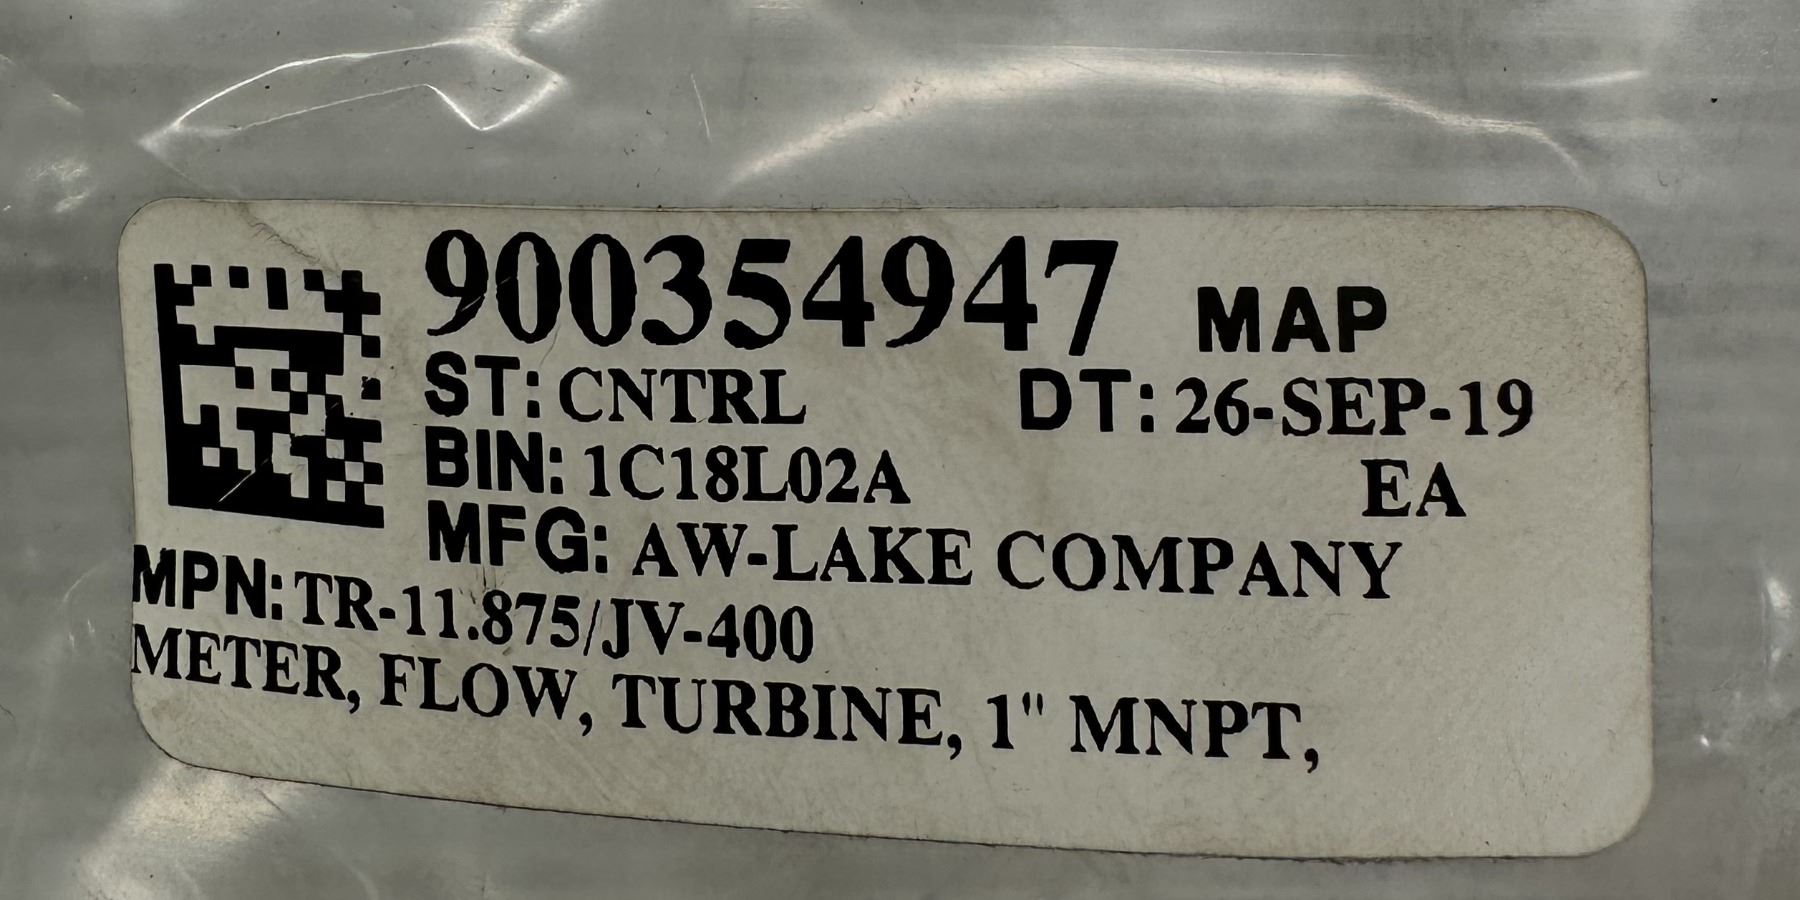 900354947 MAP
ST: CNTRL DT: 26-SEP-19
BIN: 1C18L02A EA
MFG: AW-LAKE COMPANY
MPN: TR-11.875/JV-400
METER, FLOW, TURBINE, 1" MNPT,